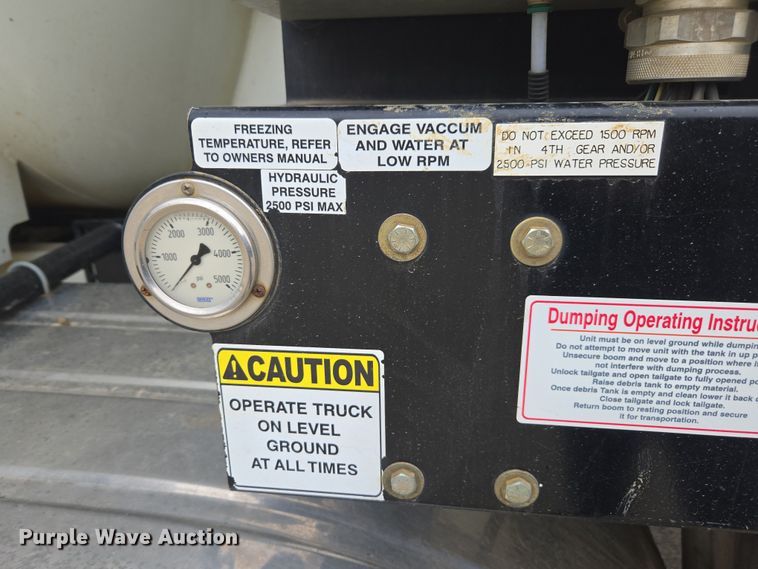 FREEZING
TEMPERATURE, REFER
TO OWNERS MANUAL
ENGAGE VACCUM
AND WATER AT
LOW RPM
DO NOT EXCEED 1500 RPM
IN 4TH GEAR AND/OR
2500 PSI WATER PRESSURE
HYDRAULIC
PRESSURE
2500 PSI MAX
1000
2000
3000
4000
5000
psi
CAUTION
OPERATE TRUCK
ON LEVEL
GROUND
AT ALL TIMES
Dumping Operating Instruc
Unit must be on level ground while dumpin
Do not attempt to move unit with the tank in up p
Unsecure boom and move to a position where i
not interfere with dumping process.
Unlock tailgate and open tailgate to fully opened po
Raise debris tank to empty material.
Once debris Tank is empty and clean lower it back d
Close tailgate and lock tailgate.
Return boom to resting position and secure
it for transportation.
Purple Wave Auction